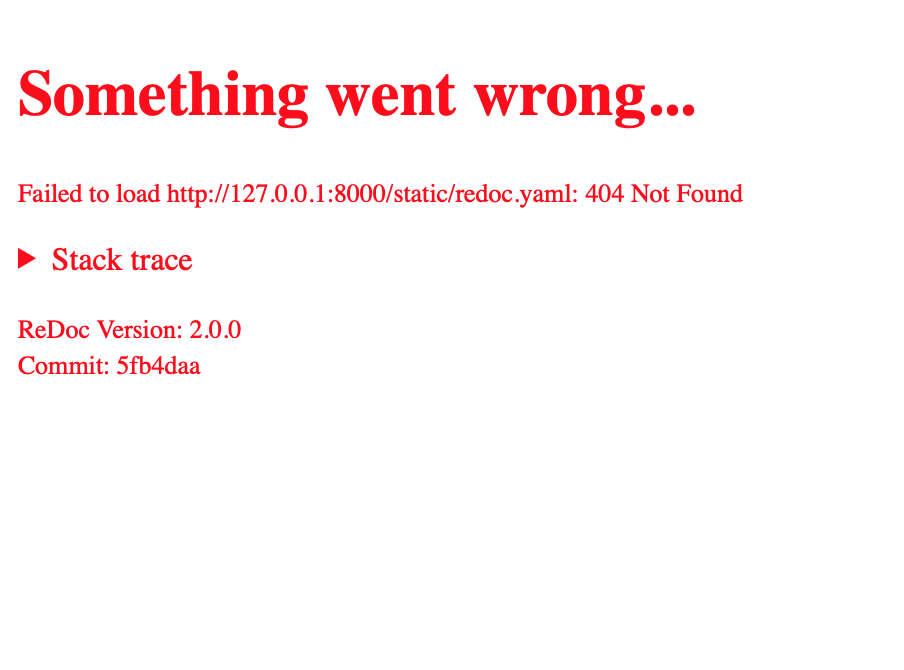 Something went wrong...
Failed to load http://127.0.0.1:8000/static/redoc.yaml: 404 Not Found
Stack trace
ReDoc Version: 2.0.0
Commit: 5fb4daa